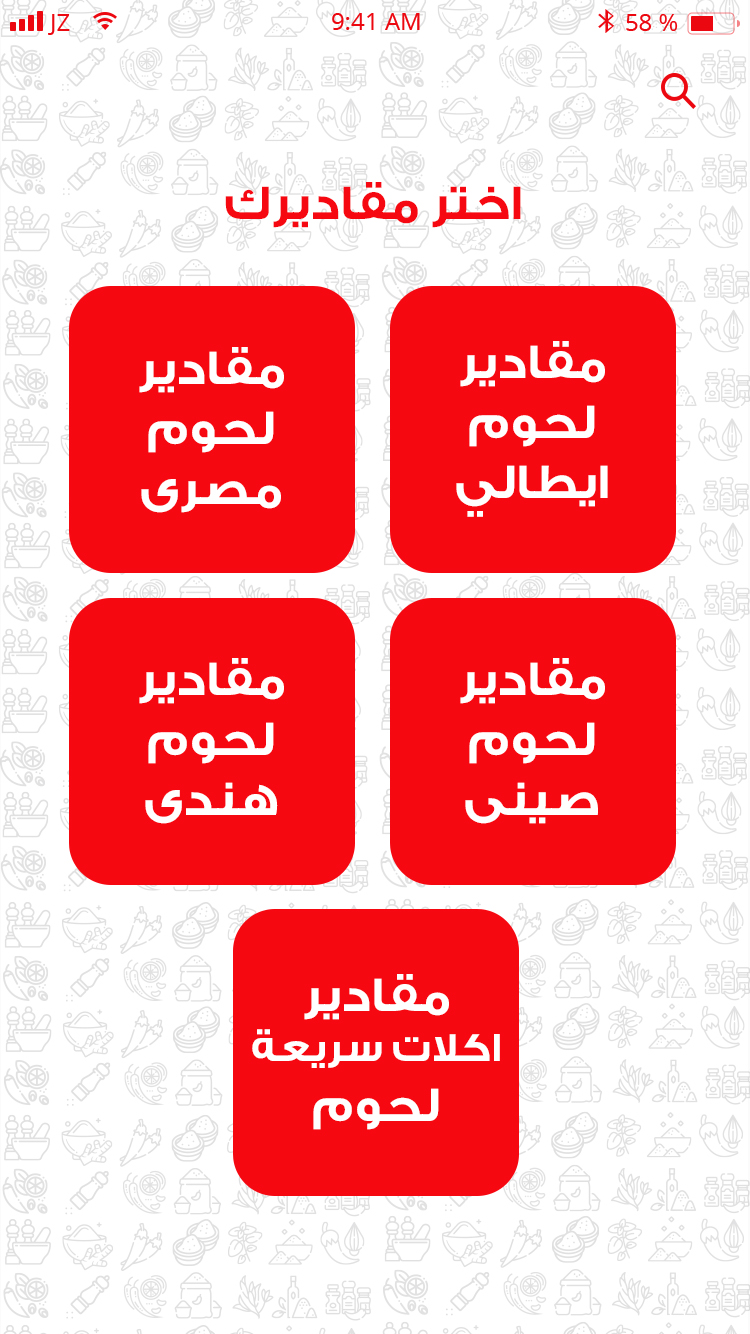 JZ 9:41 AM 58 %
اختر مقاديرك
مقادير
لحوم
ايطالي
مقادير
لحوم
مصرى
مقادير
لحوم
صينى
مقادير
لحوم
هندى
مقادير
اكلات سريعة
لحوم